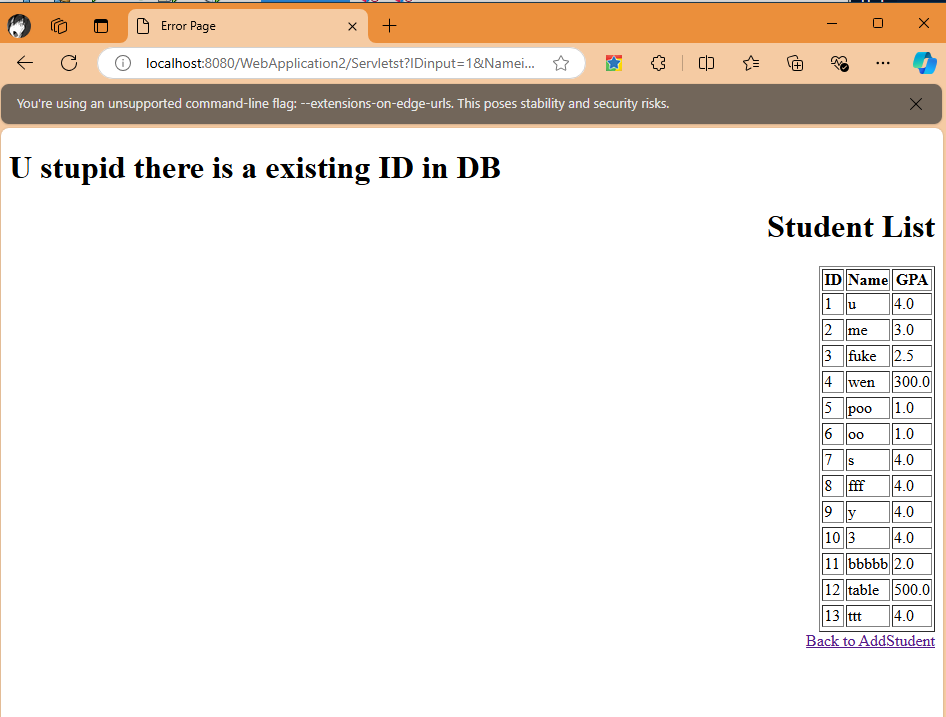 Error Page
localhost:8080/WebApplication2/Servletst?IDinput=1&Namei...
You're using an unsupported command-line flag: --extensions-on-edge-urls. This poses stability and security risks.
U stupid there is a existing ID in DB
Student List
ID Name GPA
1 u 4.0
2 me 3.0
3 fuke 2.5
4 wen 300.0
5 poo 1.0
6 oo 1.0
7 s 4.0
8 fff 4.0
9 y 4.0
10 3 4.0
11 bbbbb 2.0
12 table 500.0
13 ttt 4.0
Back to AddStudent